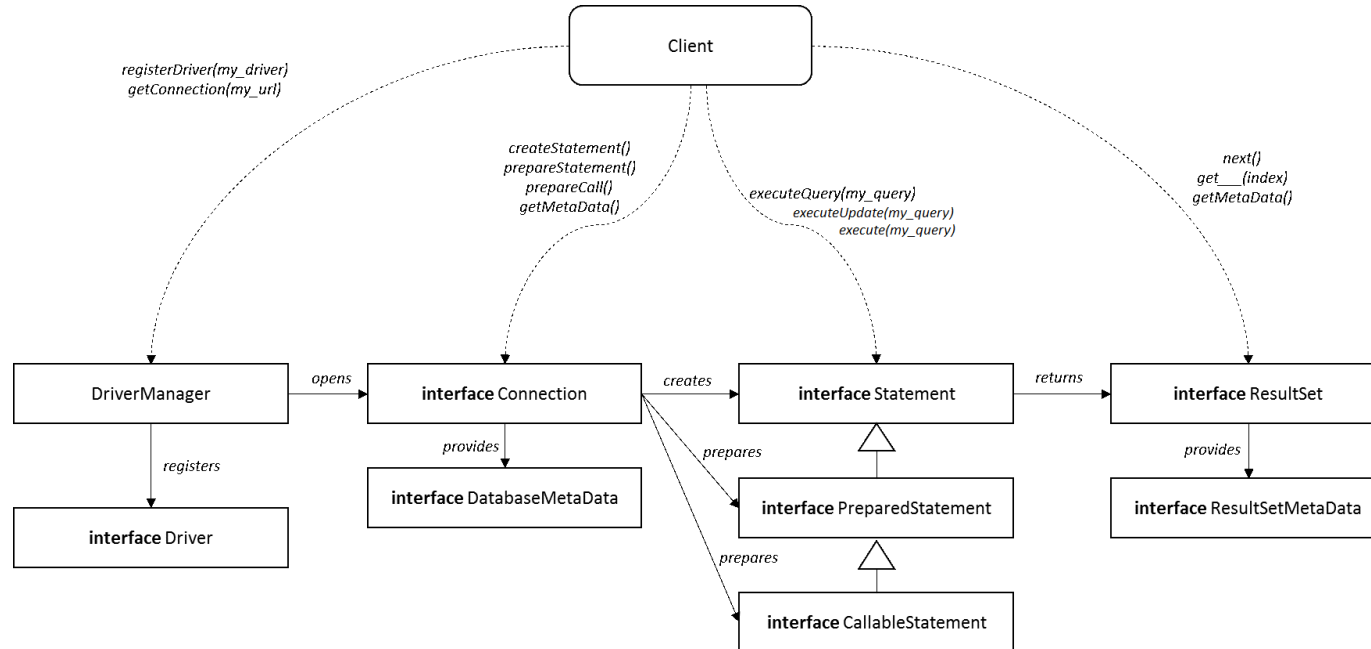 Client
registerDriver(my_driver)
getConnection(my_url)
createStatement()
prepareStatement()
prepareCall()
getMetaData()
executeQuery(my_query)
executeUpdate(my_query)
execute(my_query)
next()
get___(index)
getMetaData()
DriverManager
opens
interface Connection
creates
interface Statement
returns
interface ResultSet
registers
provides
prepares
provides
interface DatabaseMetaData
interface PreparedStatement
interface ResultSetMetaData
interface Driver
prepares
interface CallableStatement